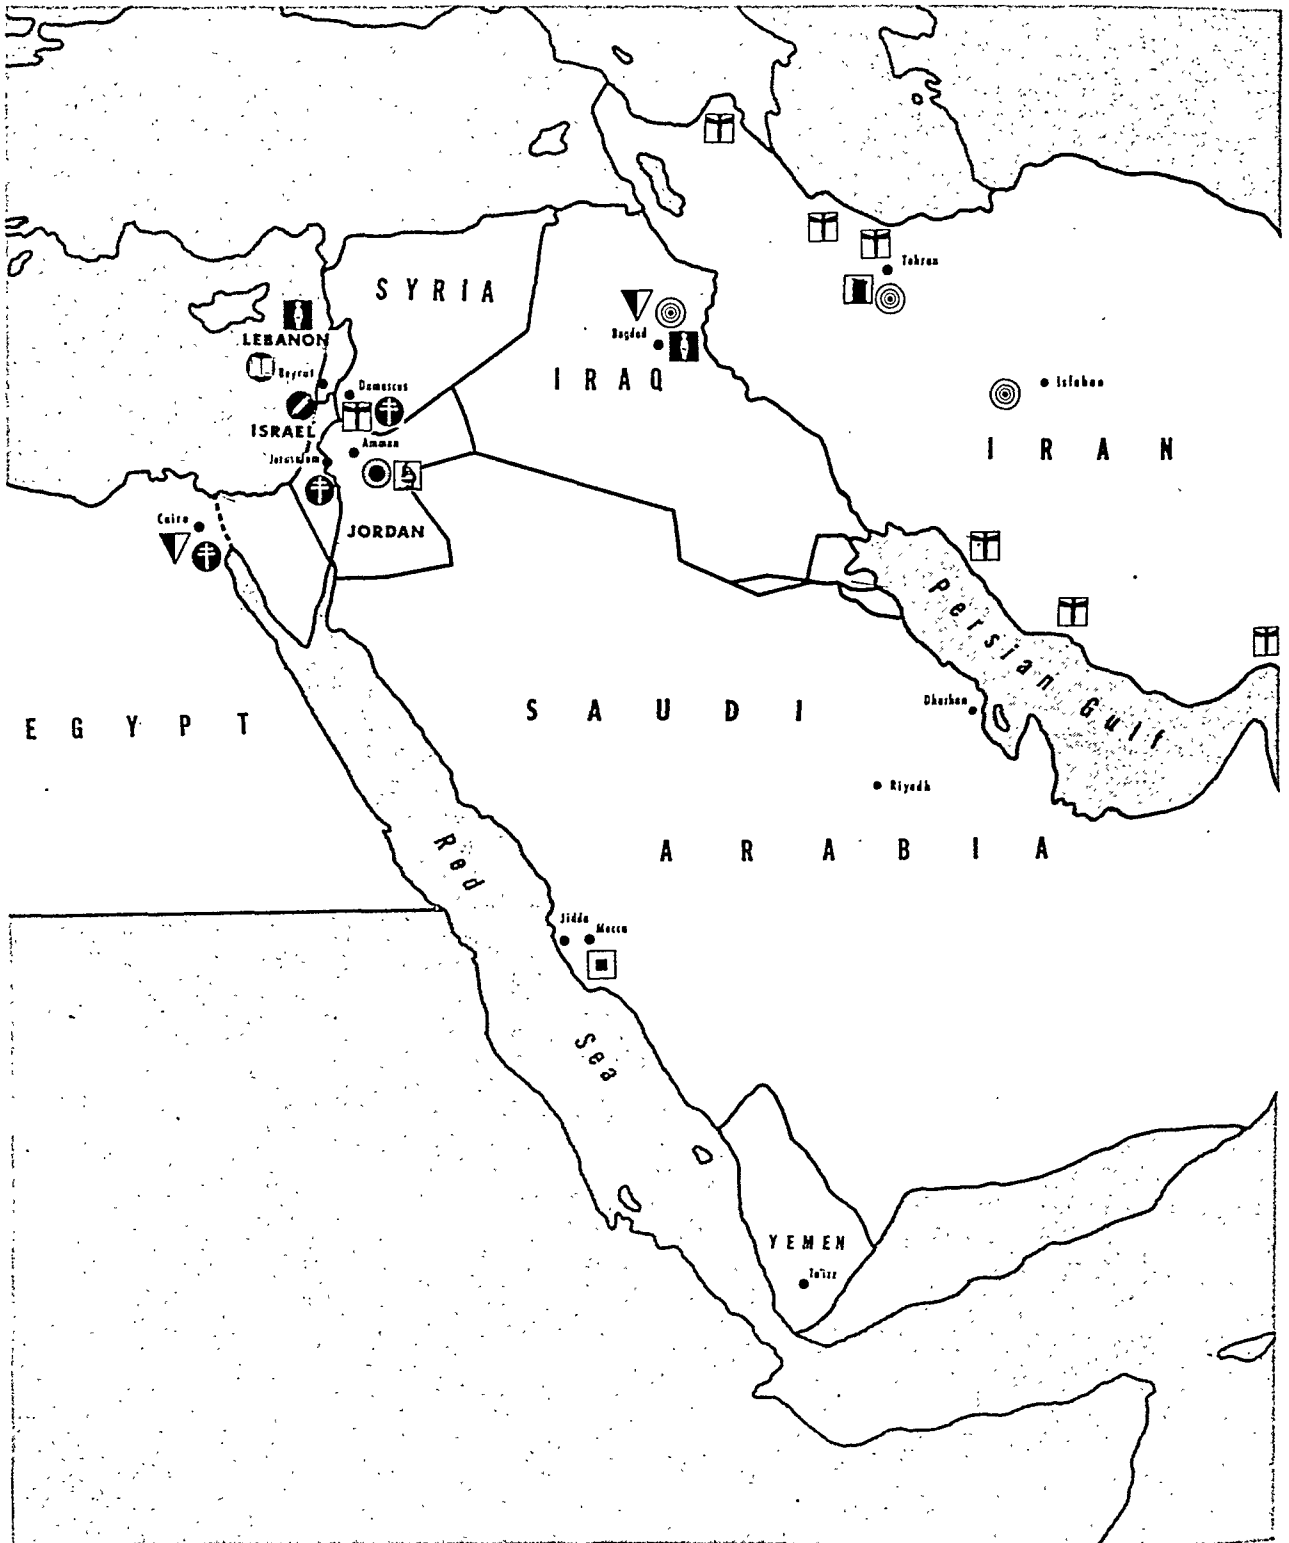 Tehran
SYRIA
Bagdad
LEBANON
Beyrut
Damascus
Isfahan
IRAQ
ISRAEL
Amman
IRAN
Jerusalem
Cairo
JORDAN
Persian Gulf
Dharhan
SAUDI
EGYPT
Riyadh
ARABIA
Red
Jidda
Mecca
Sea
YEMEN
Ta'izz